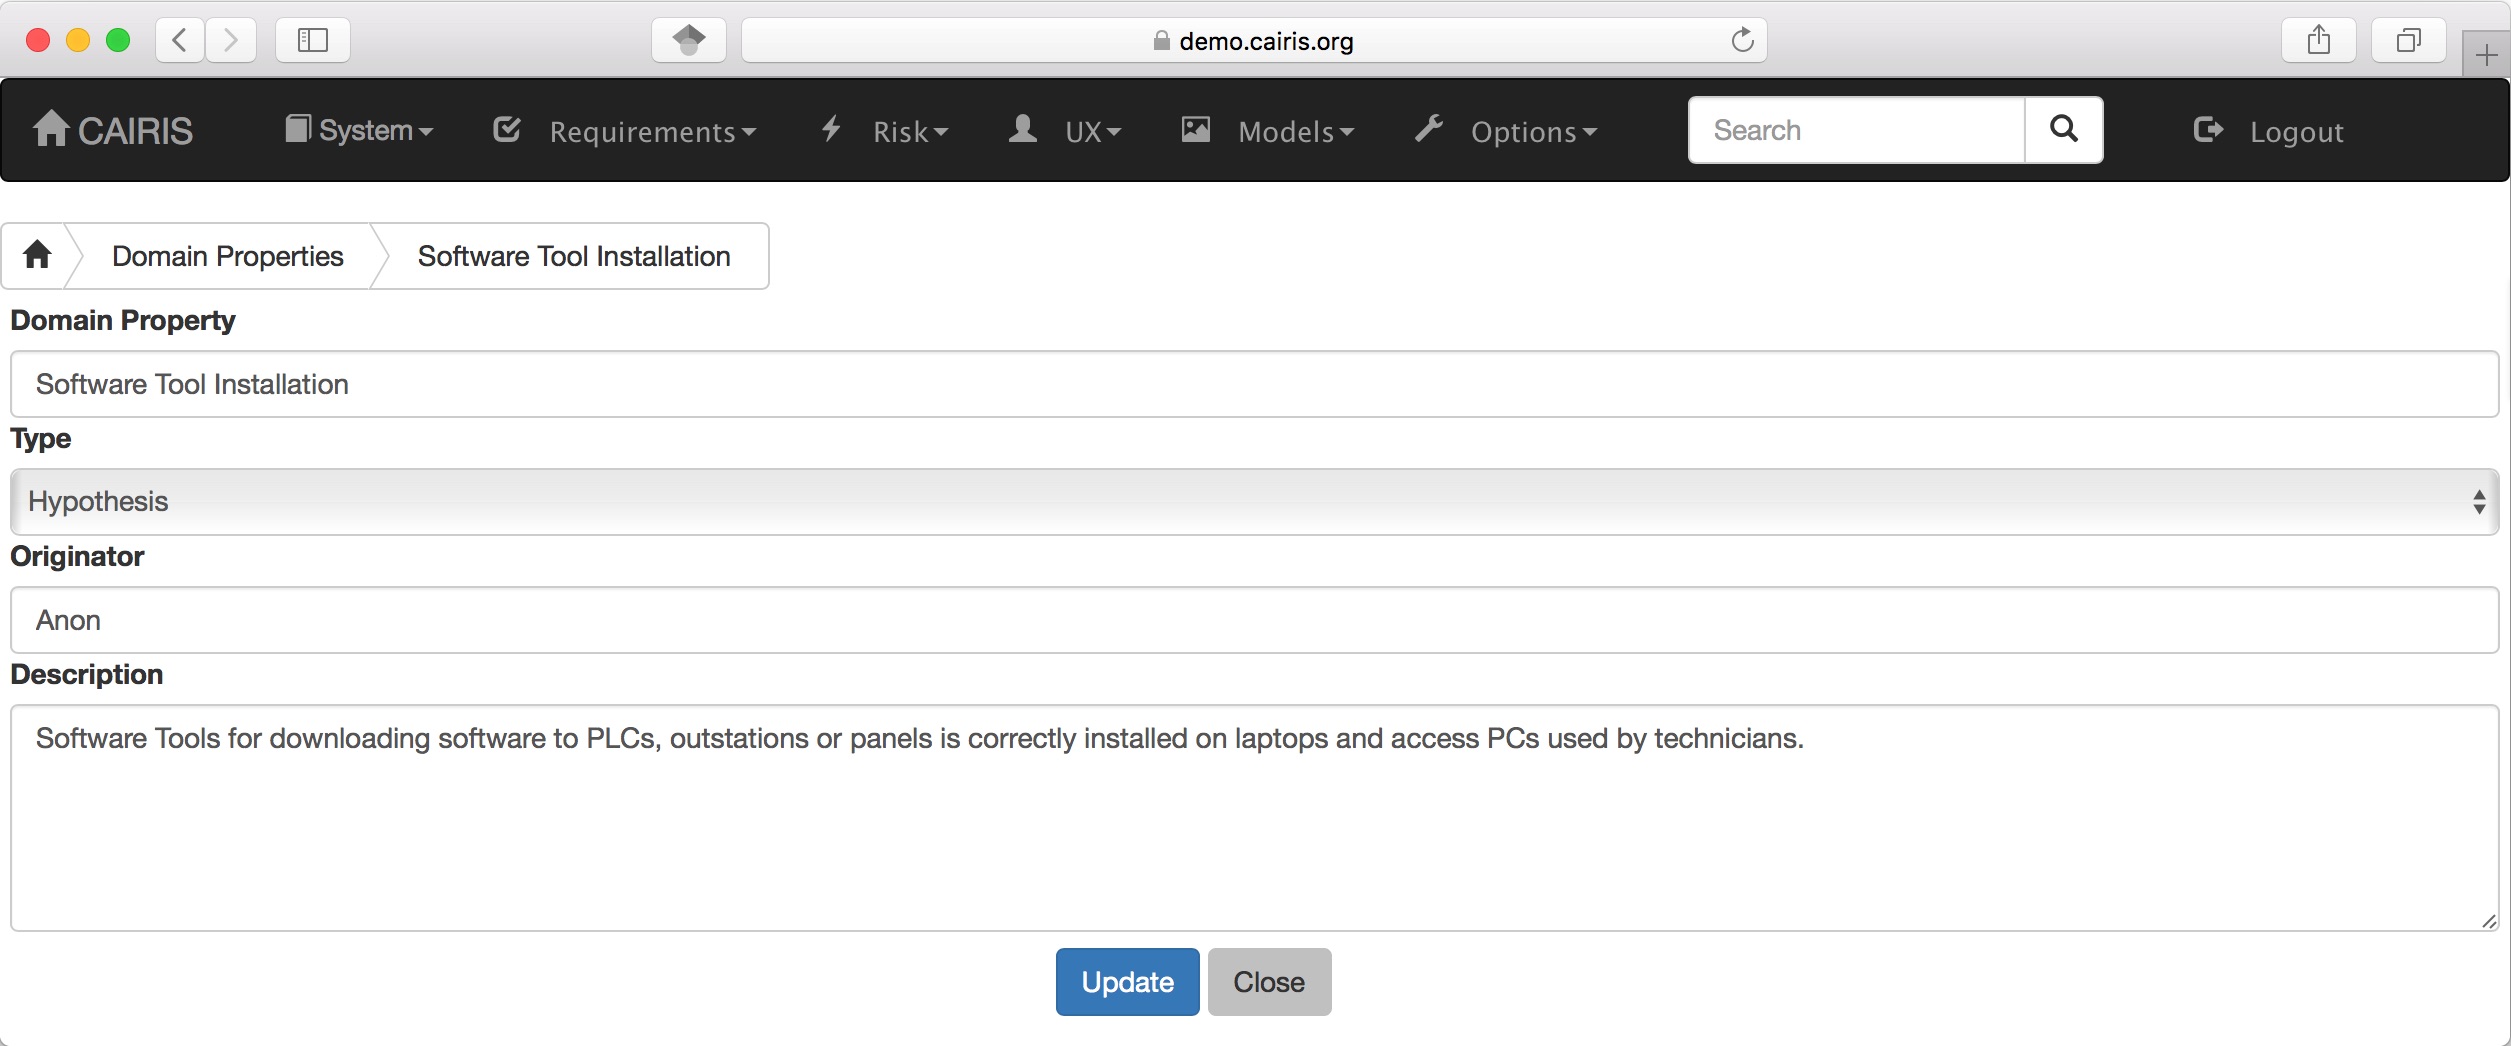 demo.cairis.org
CAIRIS System Requirements Risk UX Models Options Search Logout
Domain Properties Software Tool Installation
Domain Property
Software Tool Installation
Type
Hypothesis
Originator
Anon
Description
Software Tools for downloading software to PLCs, outstations or panels is correctly installed on laptops and access PCs used by technicians.
Update Close